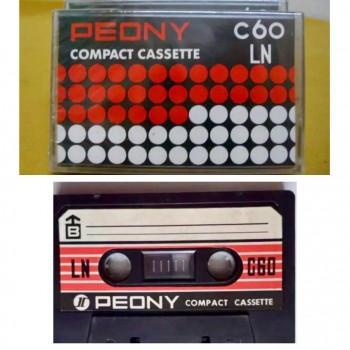 PEONY C60
COMPACT CASSETTE LN
B
LN C60
PEONY COMPACT CASSETTE